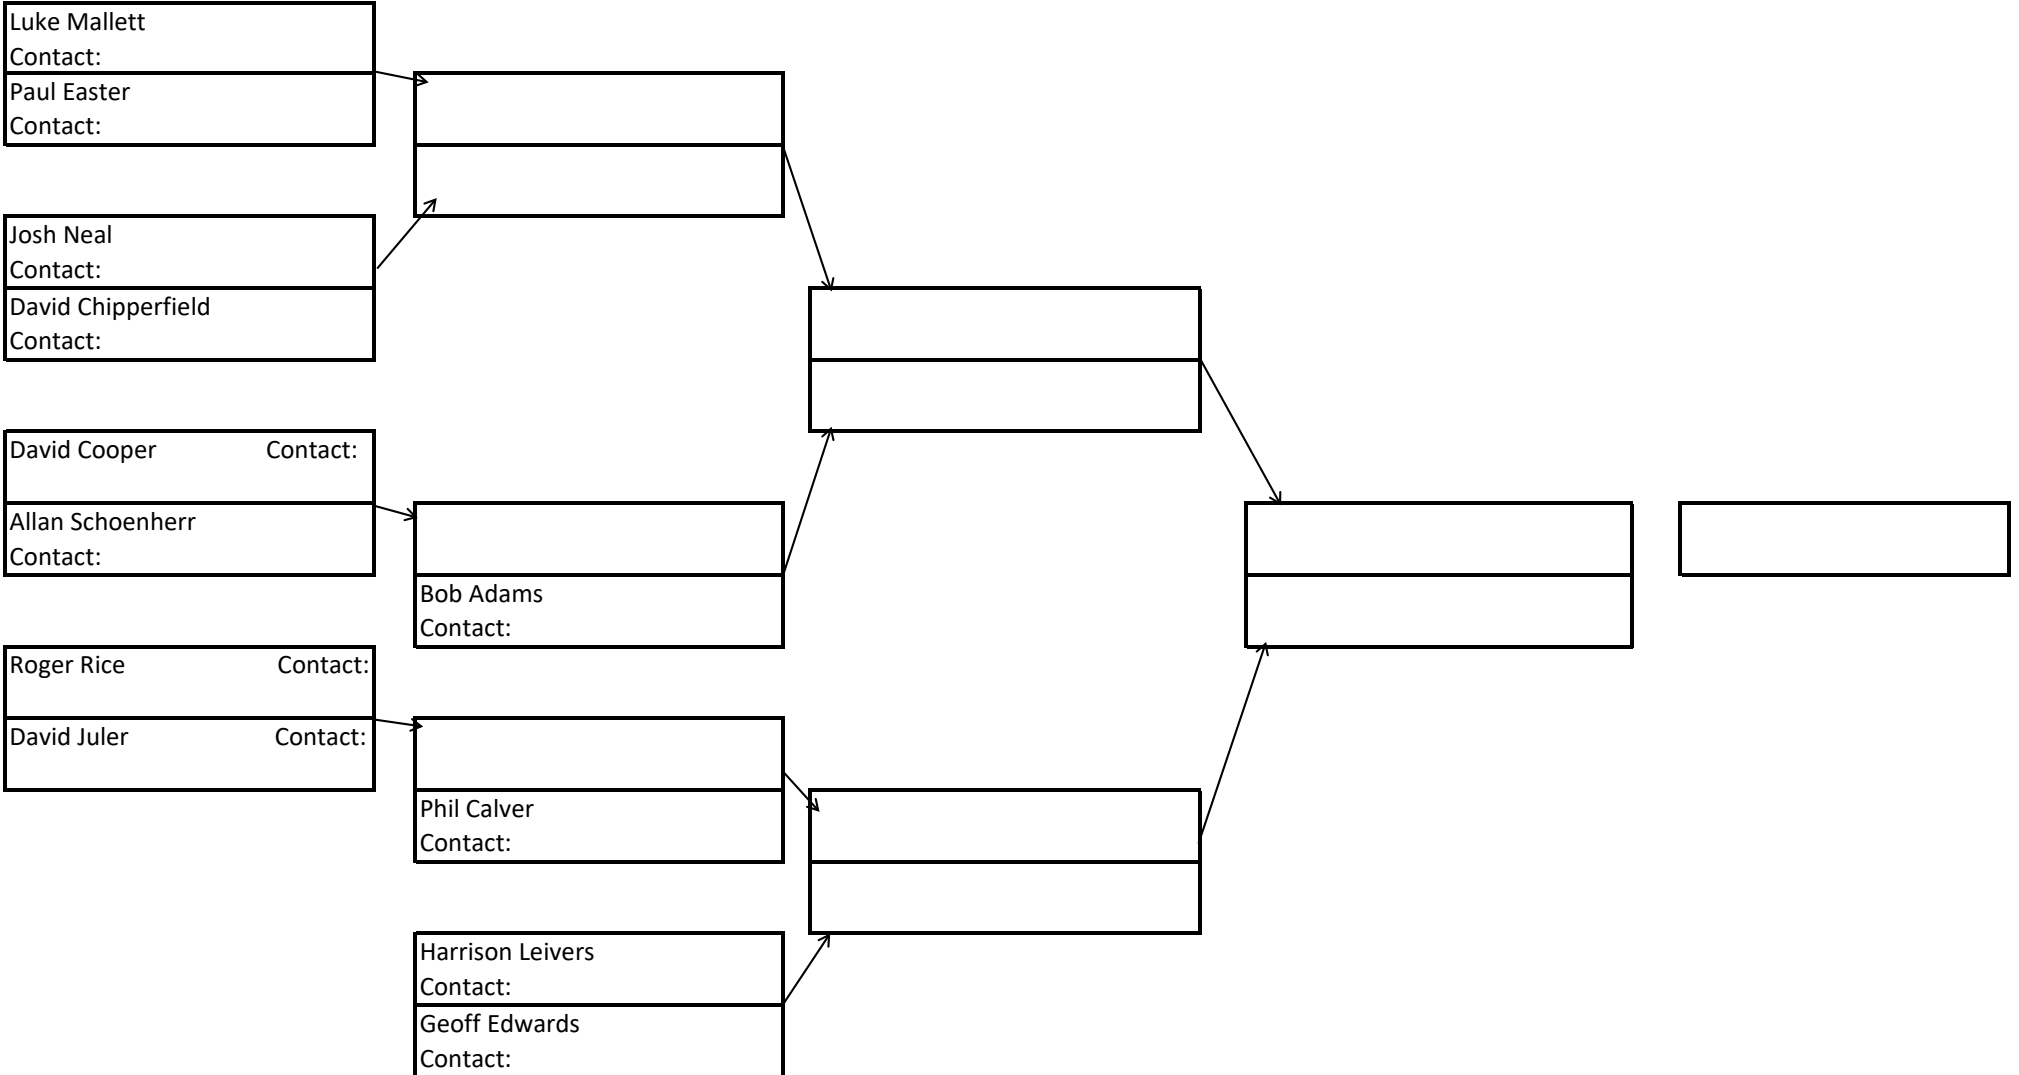 Luke Mallett
Contact:
Paul Easter
Contact:
Josh Neal
Contact:
David Chipperfield
Contact:
David Cooper Contact:
Allan Schoenherr
Contact:
Roger Rice Contact:
David Juler Contact:
Bob Adams
Contact:
Phil Calver
Contact:
Harrison Leivers
Contact:
Geoff Edwards
Contact: